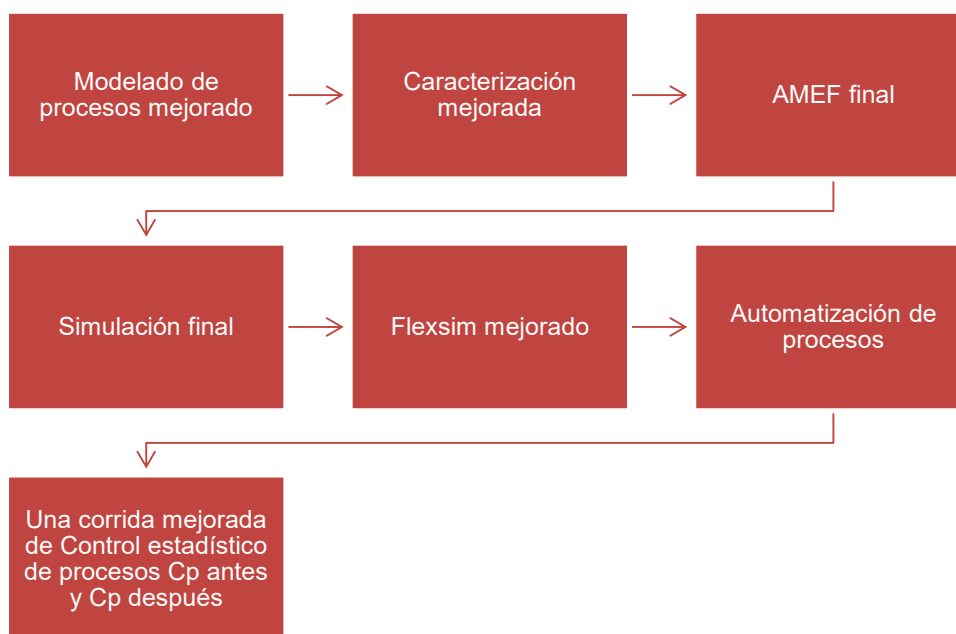 Modelado de
procesos mejorado
Caracterización
mejorada
AMEF final
Simulación final
Flexsim mejorado
Automatización de
procesos
Una corrida mejorada
de Control estadístico
de procesos Cp antes
y Cp después